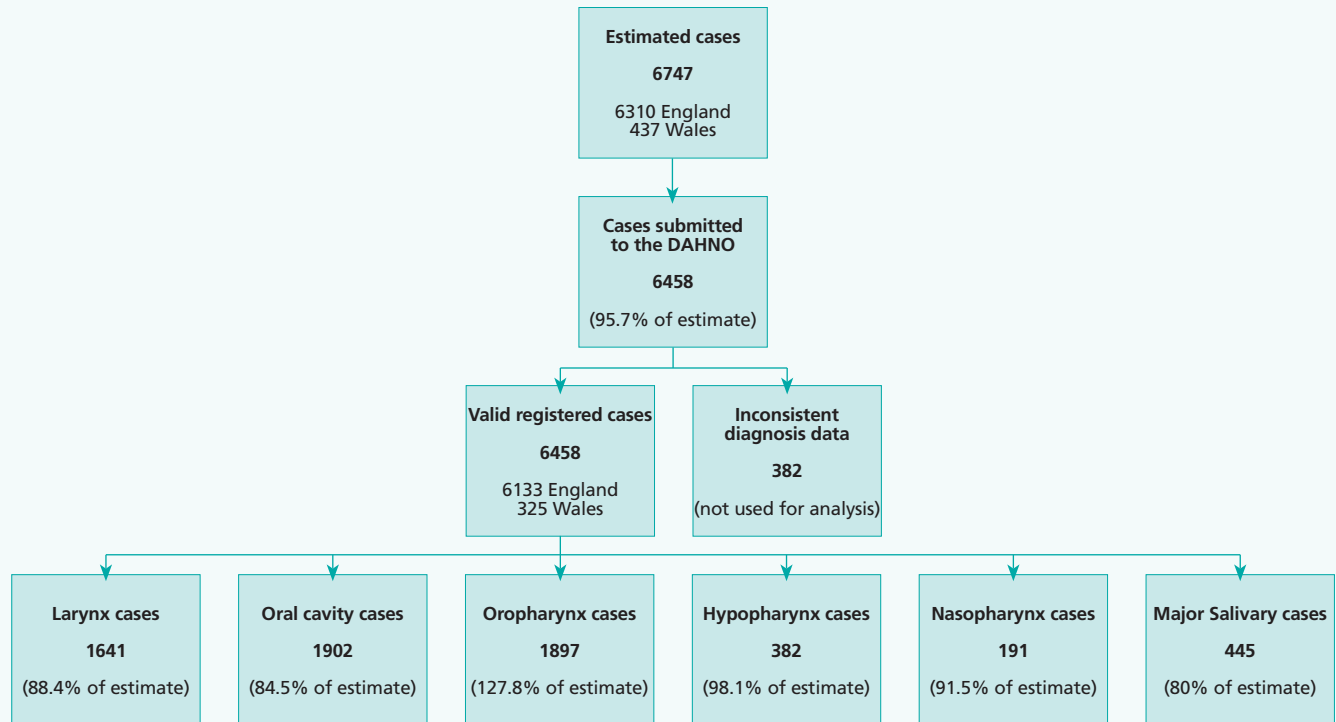 Estimated cases
6747
6310 England
437 Wales
Cases submitted
to the DAHNO
6458
(95.7% of estimate)
Valid registered cases
6458
6133 England
325 Wales
Inconsistent
diagnosis data
382
(not used for analysis)
Larynx cases
1641
(88.4% of estimate)
Oral cavity cases
1902
(84.5% of estimate)
Oropharynx cases
1897
(127.8% of estimate)
Hypopharynx cases
382
(98.1% of estimate)
Nasopharynx cases
191
(91.5% of estimate)
Major Salivary cases
445
(80% of estimate)